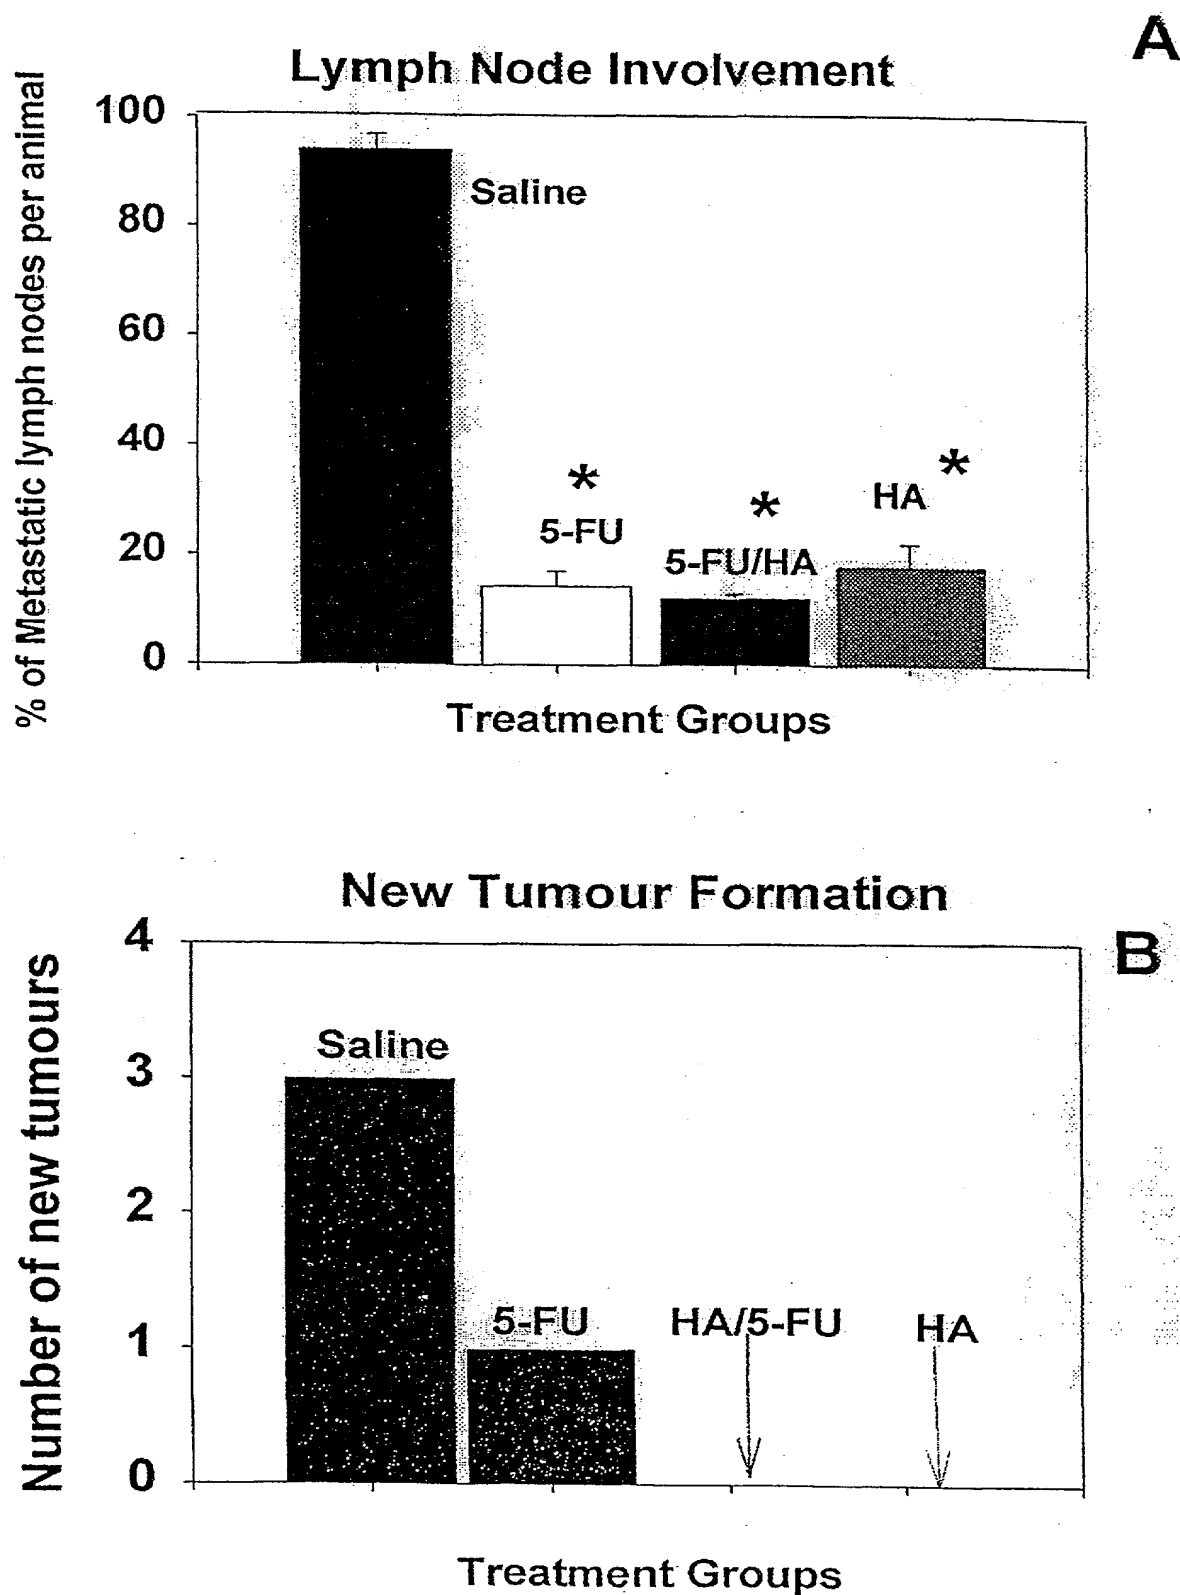 A
Lymph Node Involvement
% of Metastatic lymph nodes per animal
100
80
60
40
20
0
Saline
*
5-FU
*
5-FU/HA
*
HA
Treatment Groups
New Tumour Formation
B
Number of new tumours
4
3
2
1
0
Saline
5-FU
HA/5-FU
HA
Treatment Groups